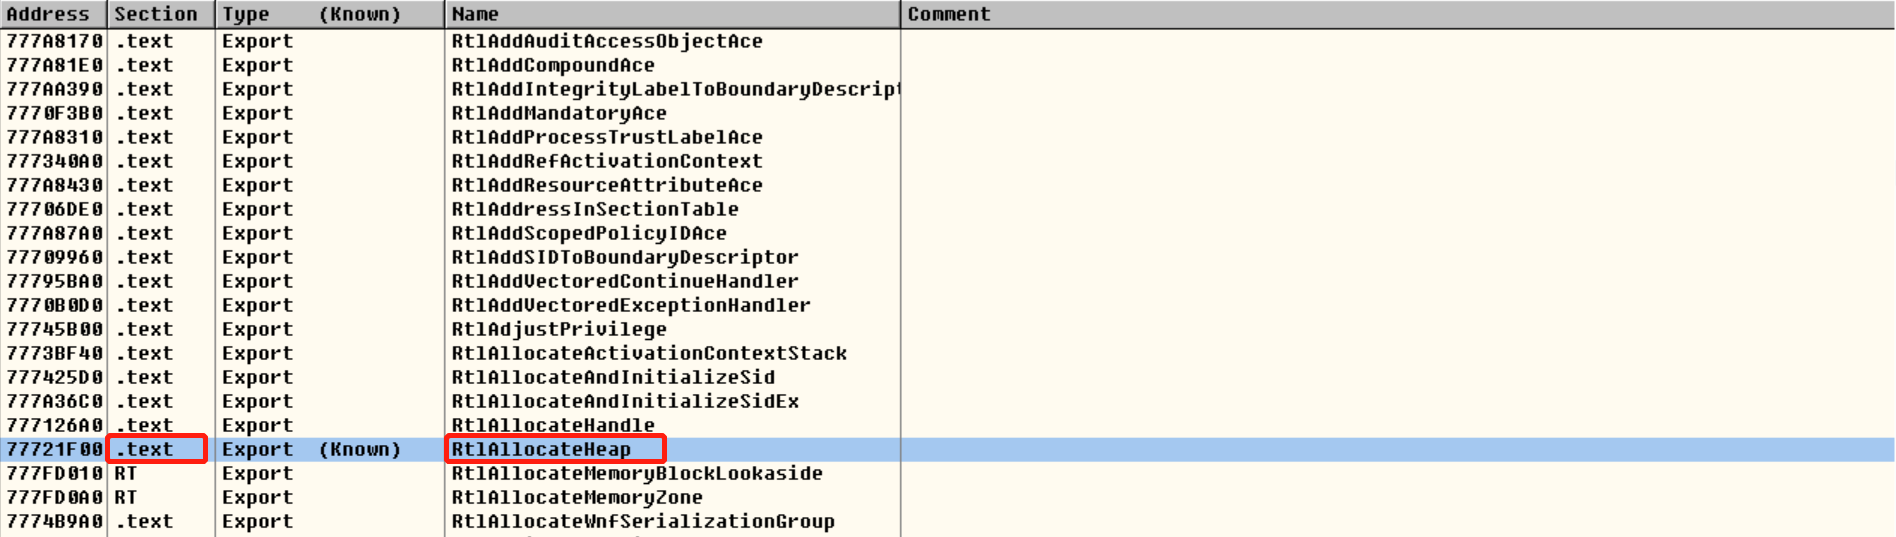 Address Section Type (Known) Name Comment
777A8170 .text Export RtlAddAuditAccessObjectAce
777A81E0 .text Export RtlAddCompoundAce
777AA390 .text Export RtlAddIntegrityLabelToBoundaryDescript
7770F3B0 .text Export RtlAddMandatoryAce
777A8310 .text Export RtlAddProcessTrustLabelAce
777340A0 .text Export RtlAddRefActivationContext
777A8430 .text Export RtlAddResourceAttributeAce
77706DE0 .text Export RtlAddressInSectionTable
777A87A0 .text Export RtlAddScopedPolicyIDAce
77709960 .text Export RtlAddSIDToBoundaryDescriptor
77795BA0 .text Export RtlAddVectoredContinueHandler
7770B0D0 .text Export RtlAddVectoredExceptionHandler
77745B00 .text Export RtlAdjustPrivilege
7773BF40 .text Export RtlAllocateActivationContextStack
777425D0 .text Export RtlAllocateAndInitializeSid
777A36C0 .text Export RtlAllocateAndInitializeSidEx
777126A0 .text Export RtlAllocateHandle
77721F00 .text Export (Known) RtlAllocateHeap
777FD010 RT Export RtlAllocateMemoryBlockLookaside
777FD0A0 RT Export RtlAllocateMemoryZone
7774B9A0 .text Export RtlAllocateWnfSerializationGroup